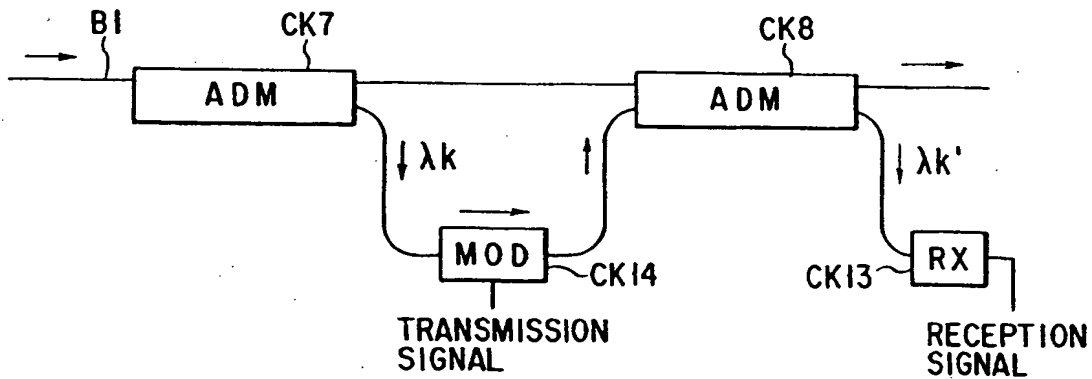 B1
CK7
CK8
ADM
ADM
λk
λk'
MOD
CK14
CK13
RX
TRANSMISSION
SIGNAL
RECEPTION
SIGNAL